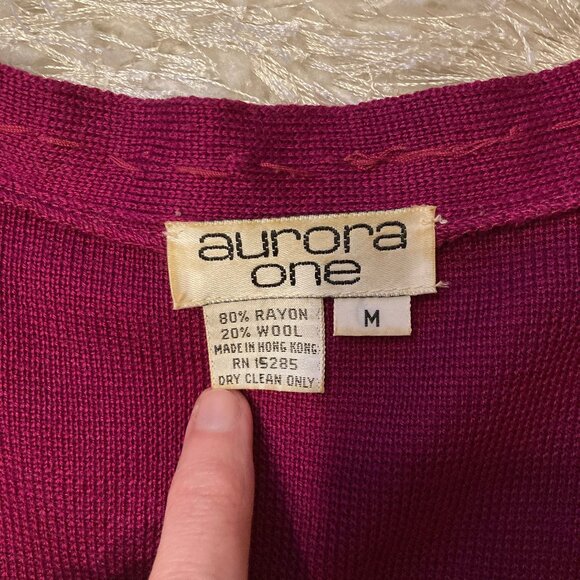 aurora
one
M
80% RAYON
20% WOOL
MADE IN HONG KONG
RN 15285
DRY CLEAN ONLY